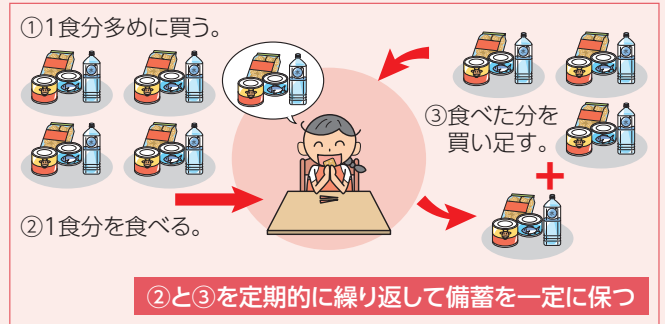 ①1食分多めに買う。
②1食分を食べる。
③食べた分を
買い足す。
+
②と③を定期的に繰り返して備蓄を一定に保つ